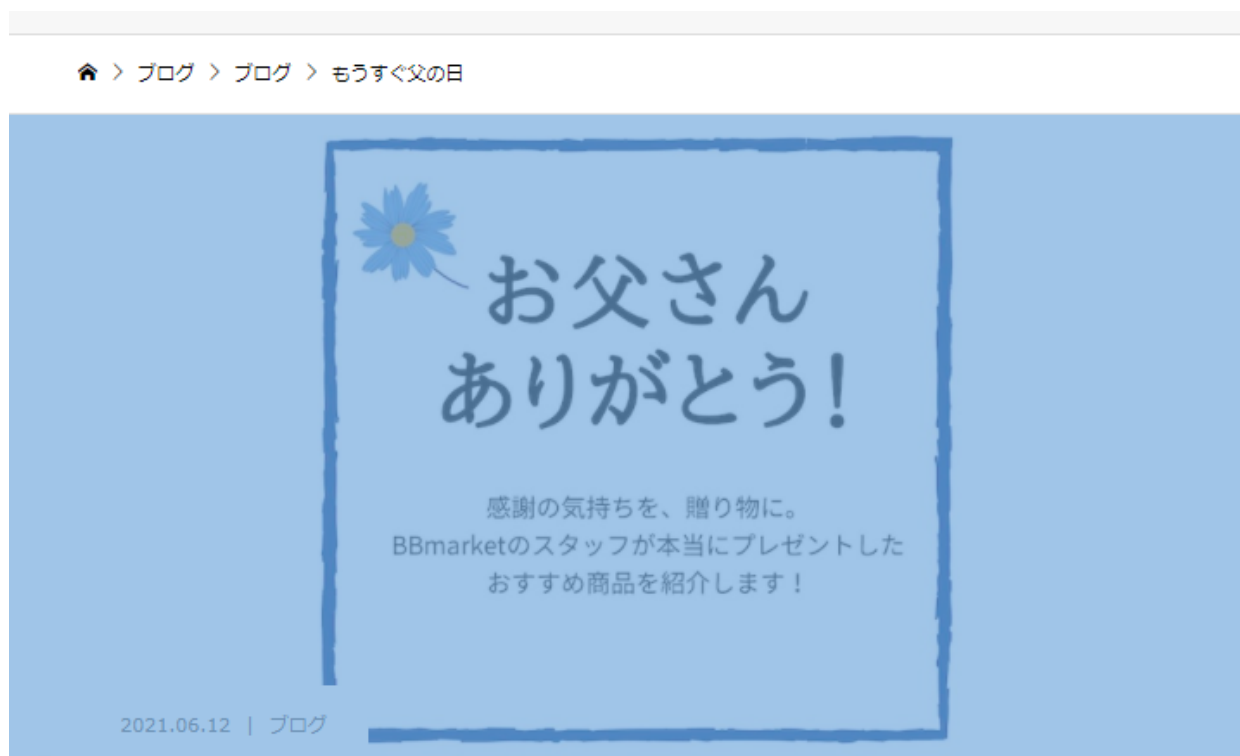 ブログ > ブログ > もうすぐ父の日
お父さん
ありがとう!
感謝の気持ちを、贈り物に。
BBmarketのスタッフが本当にプレゼントした
おすすめ商品を紹介します！
2021.06.12 | ブログ